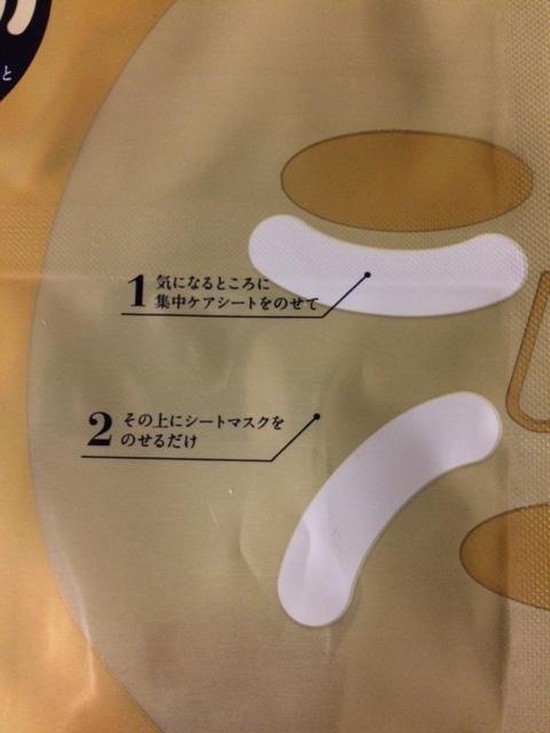 と
1 気になるところに
集中ケアシートをのせて
2 その上にシートマスクを
のせるだけ